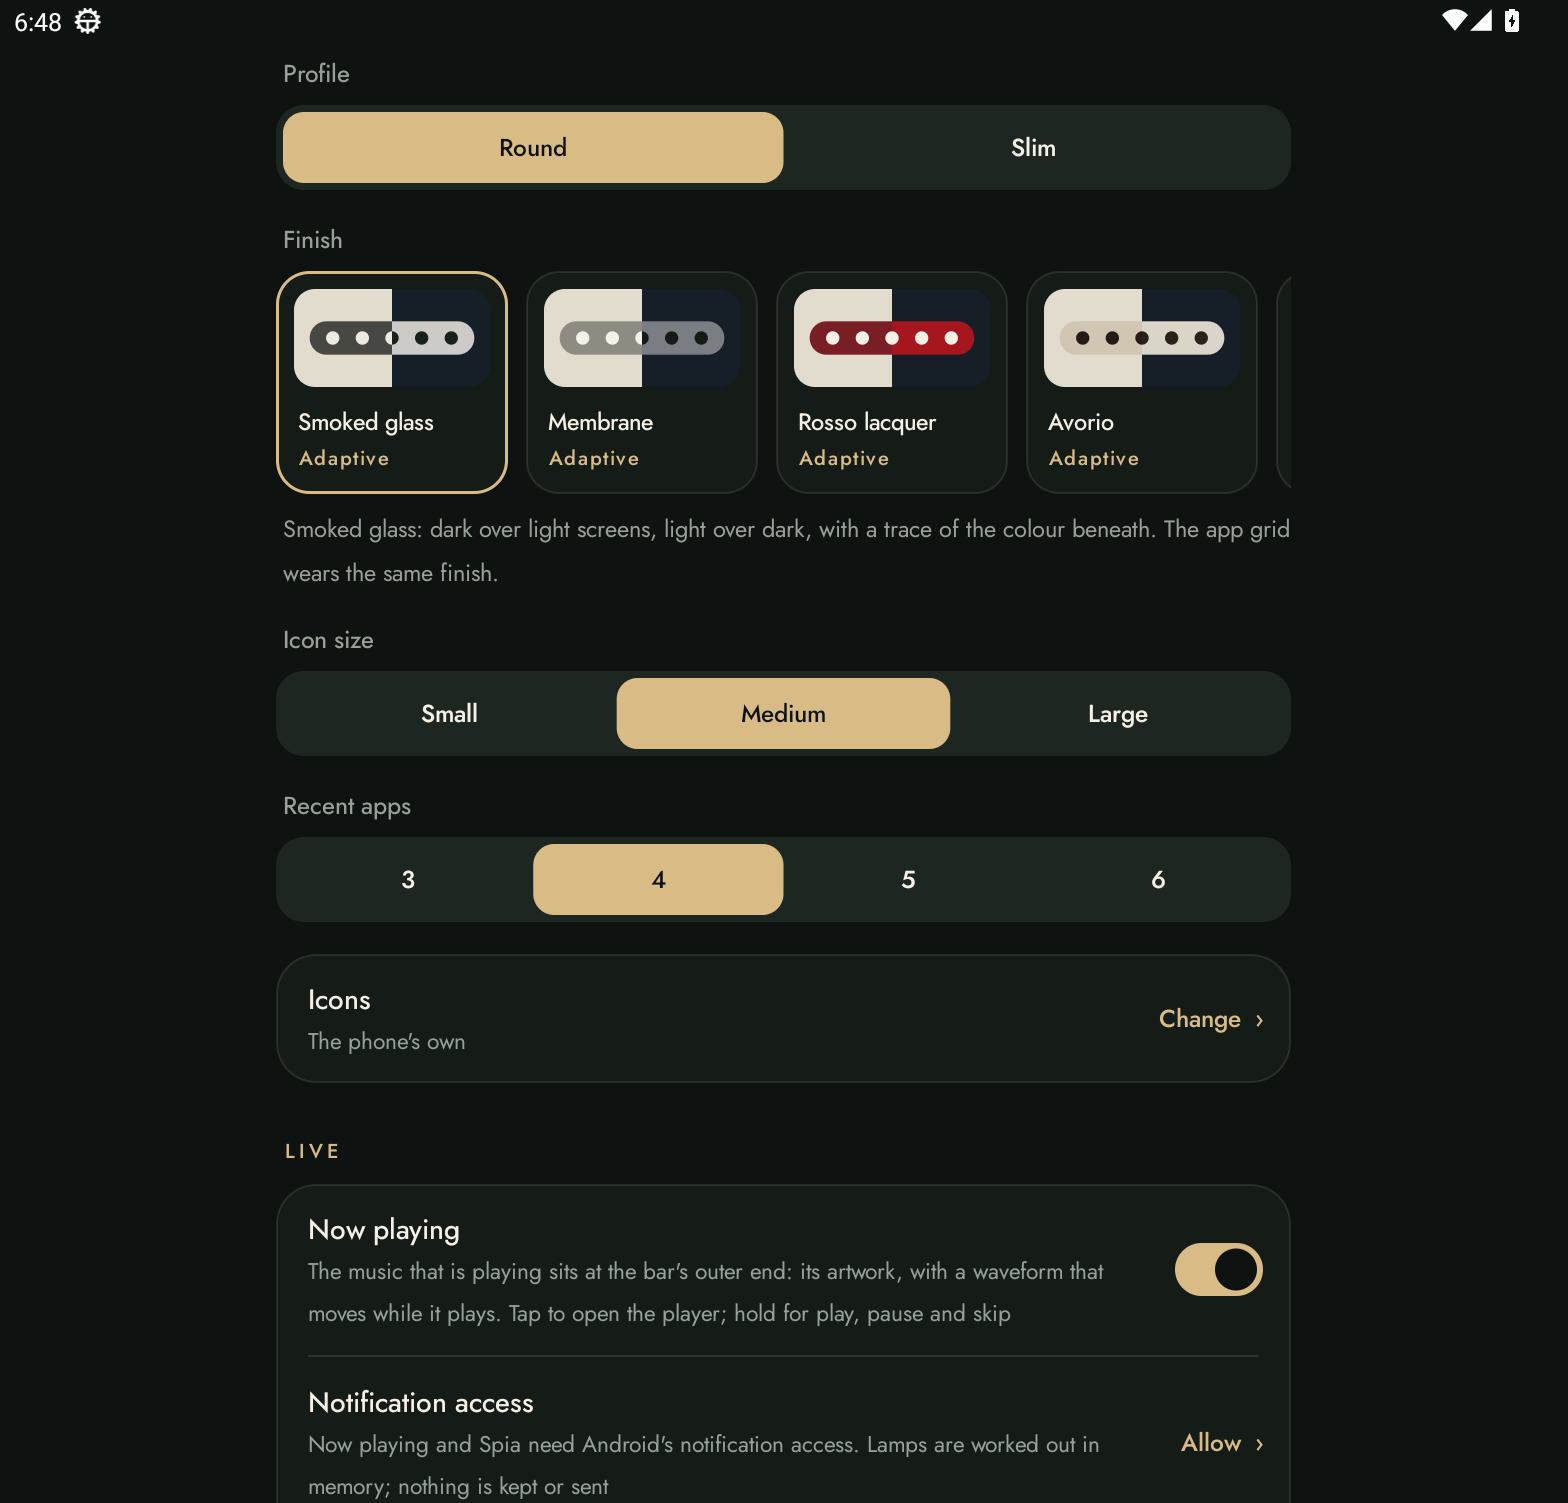 6:48
Profile
Round
Slim
Finish
Smoked glass
Adaptive
Membrane
Adaptive
Rosso lacquer
Adaptive
Avorio
Adaptive
Smoked glass: dark over light screens, light over dark, with a trace of the colour beneath. The app grid
wears the same finish.
Icon size
Small
Medium
Large
Recent apps
3
4
5
6
Icons
The phone's own
Change ›
LIVE
Now playing
The music that is playing sits at the bar's outer end: its artwork, with a waveform that
moves while it plays. Tap to open the player; hold for play, pause and skip
Notification access
Now playing and Spia need Android's notification access. Lamps are worked out in
memory; nothing is kept or sent
Allow ›